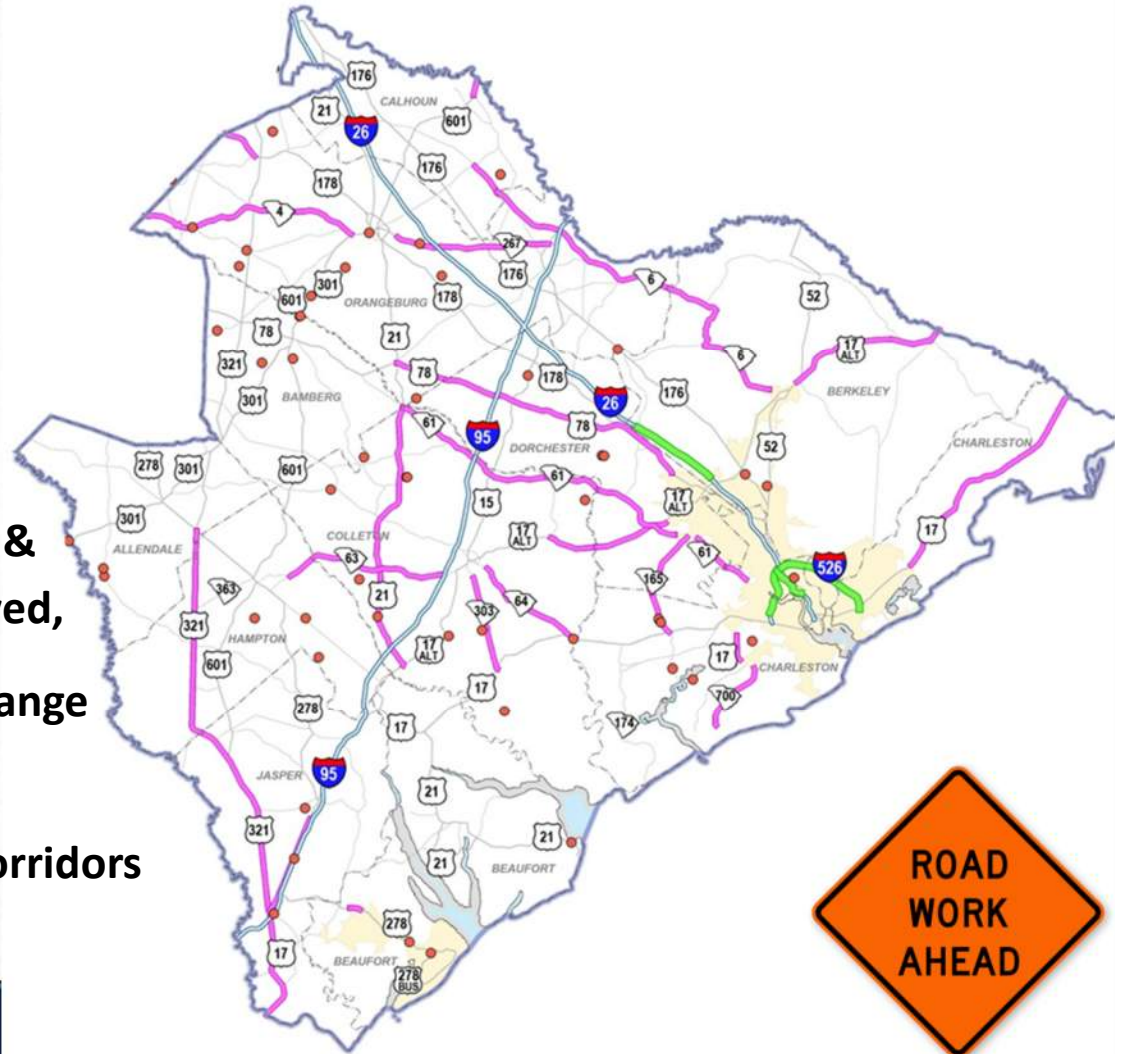 176
CALHOUN
21
601
26
176
178
4
267
176
6
52
301
601
ORANGEBURG
178
78
21
17
ALT
6
321
78
178
BERKELEY
301
BAMBERG
26
176
61
78
95
DORCHESTER
52
CHARLESTON
278
301
601
61
15
17
ALT
301
17
&
ALLENDALE
COLLETON
17
ALT
63
61
526
363
21
64
165
ed,
321
303
HAMPTON
17
ALT
601
17
CHARLESTON
ange
278
17
700
17
174
JASPER
95
21
321
21
orridors
21
BEAUFORT
278
17
BEAUFORT
278
BUS
ROAD
WORK
AHEAD